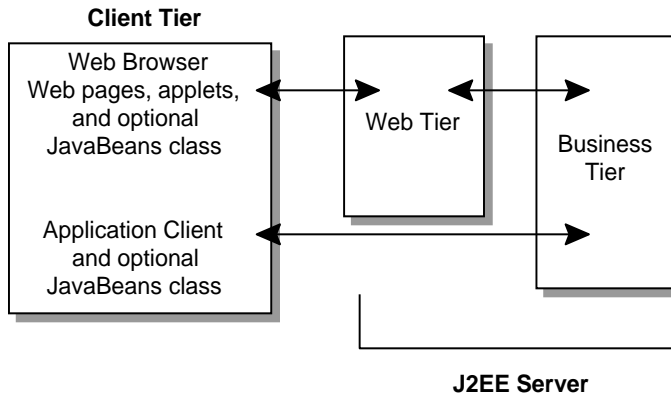 Client Tier
Web Browser
Web pages, applets,
and optional
JavaBeans class
Application Client
and optional
JavaBeans class
Web Tier
Business
Tier
J2EE Server